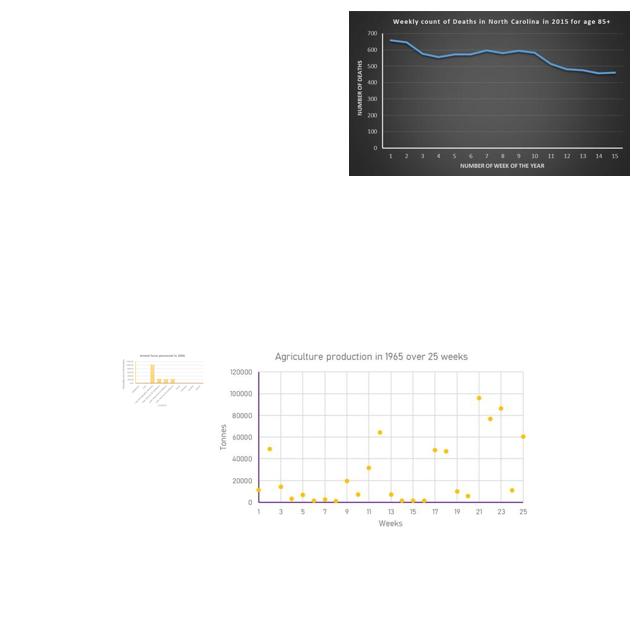 Weekly count of Deaths in North Carolina in 2015 for age 85+
NUMBER OF DEATHS
700
600
500
400
300
200
100
0
1 2 3 4 5 6 7 8 9 10 11 12 13 14 15
NUMBER OF WEEK OF THE YEAR
Agriculture production in 1965 over 25 weeks
Tonnes
120000
100000
80000
60000
40000
20000
0
1 3 5 7 9 11 13 15 17 19 21 23 25
Weeks